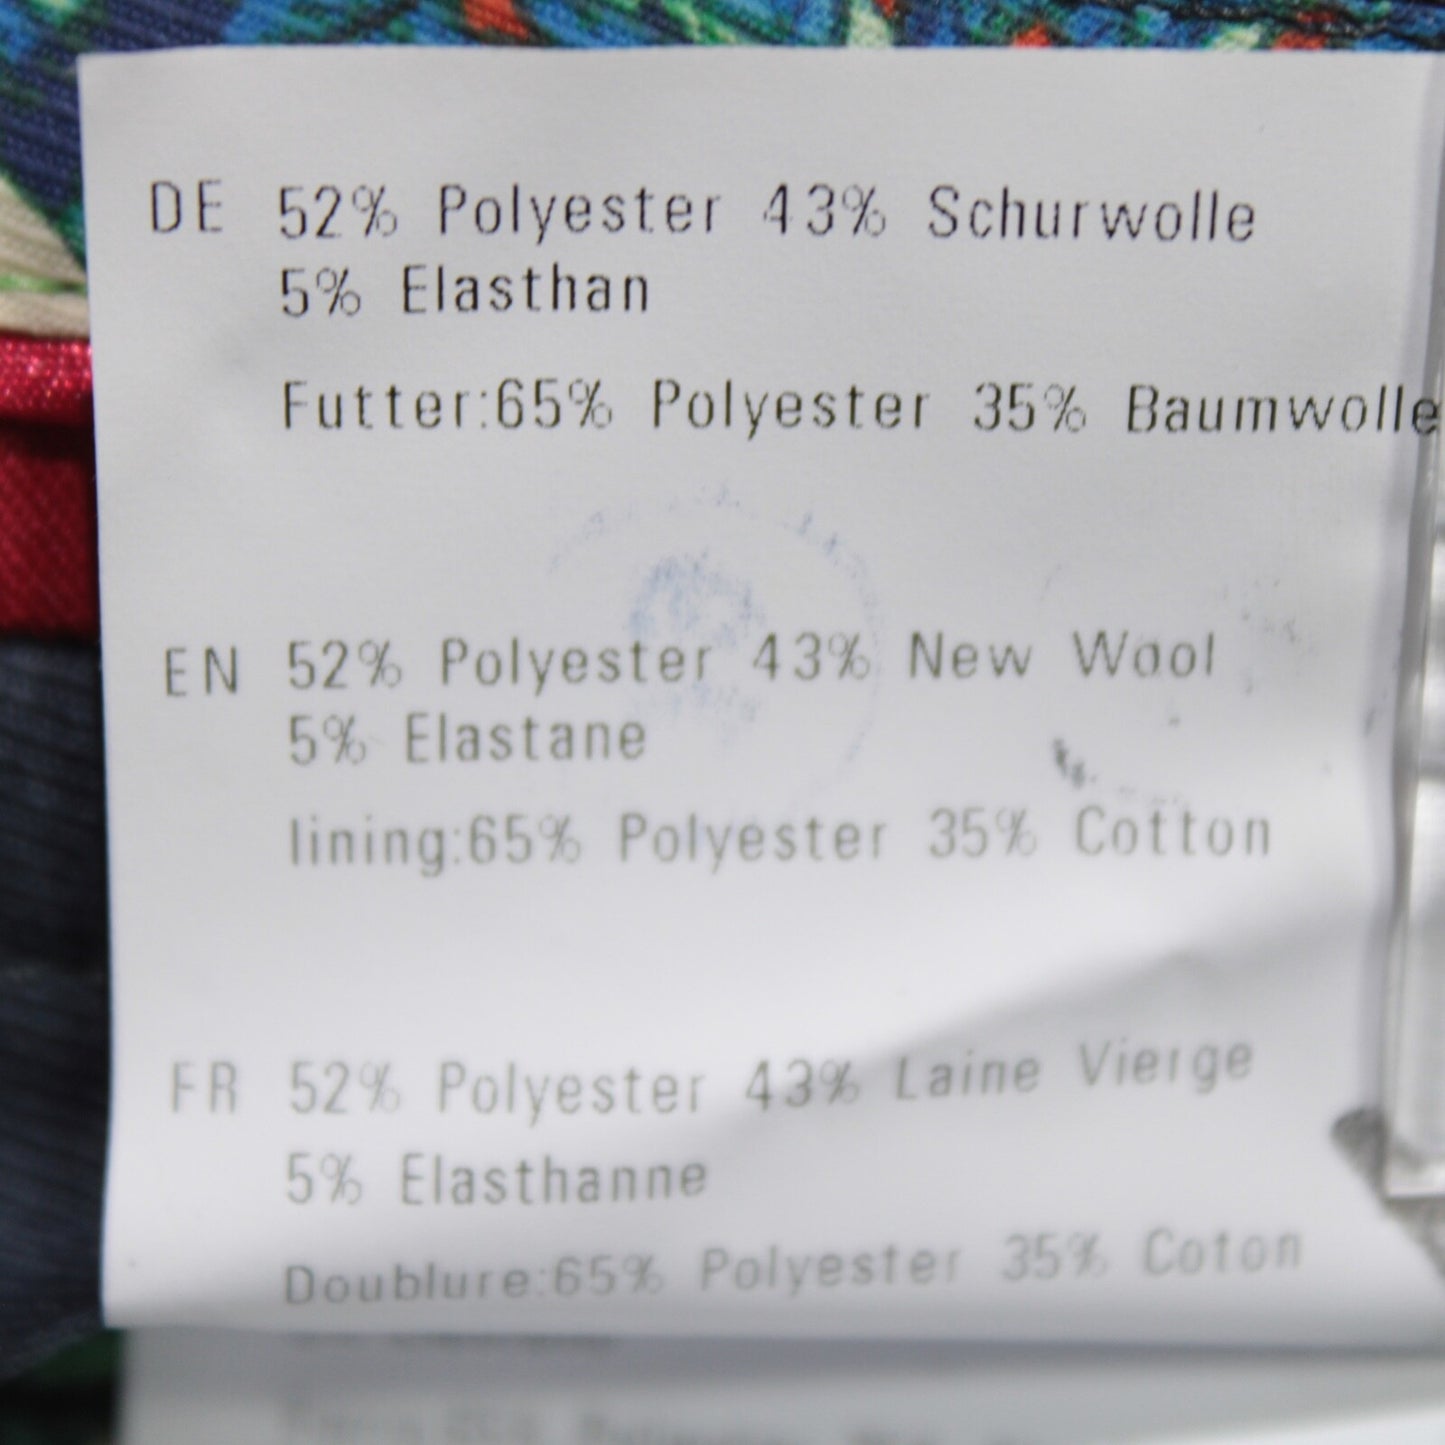 DE 52% Polyester 43% Schurwolle
5% Elasthan
Futter:65% Polyester 35% Baumwolle
EN 52% Polyester 43% New Wool
5% Elastane
lining:65% Polyester 35% Cotton
FR 52% Polyester 43% Laine Vierge
5% Elasthanne
Doublure:65% Polyester 35% Coton